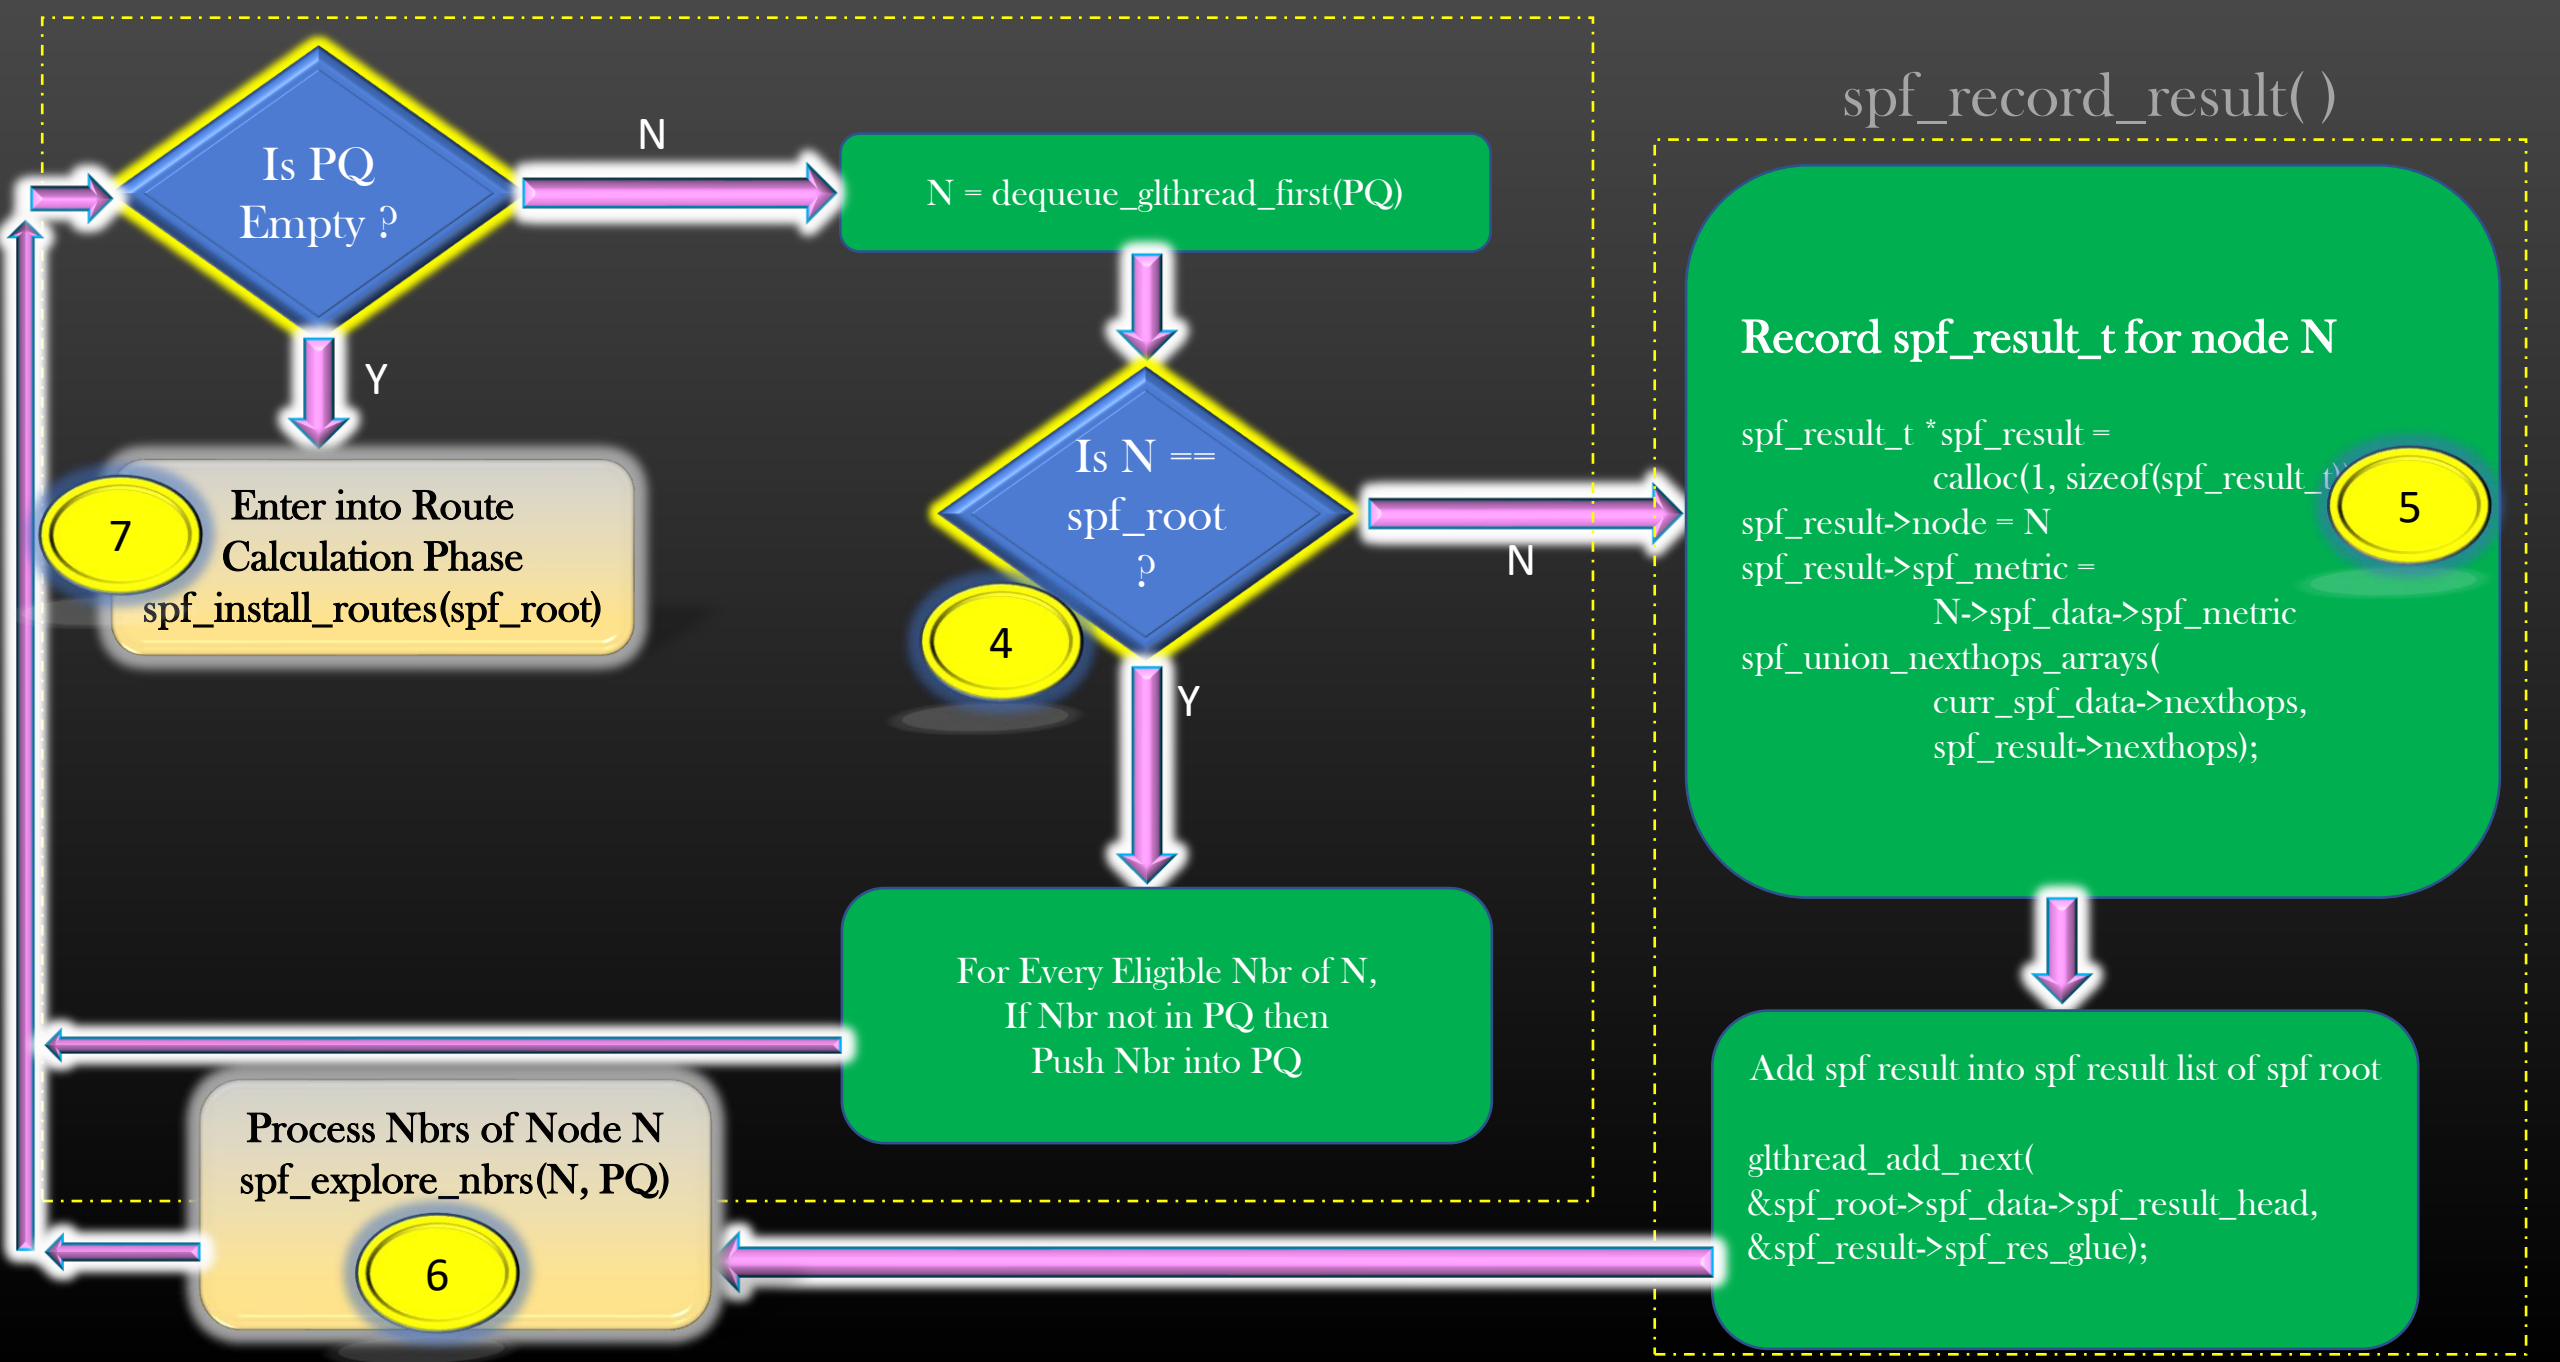 spf_record_result( )
Is PQ
Empty ?
N
N = dequeue_glthread_first(PQ)
Y
Enter into Route
Calculation Phase
spf_install_routes(spf_root)
7
Is N ==
spf_root
?
4
N
Y
Record spf_result_t for node N
spf_result_t *spf_result =
calloc(1, sizeof(spf_result_t)
spf_result->node = N
spf_result->spf_metric =
N->spf_data->spf_metric
spf_union_nexthops_arrays(
curr_spf_data->nexthops,
spf_result->nexthops);
5
For Every Eligible Nbr of N,
If Nbr not in PQ then
Push Nbr into PQ
Add spf result into spf result list of spf root
glthread_add_next(
&spf_root->spf_data->spf_result_head,
&spf_result->spf_res_glue);
Process Nbrs of Node N
spf_explore_nbrs(N, PQ)
6